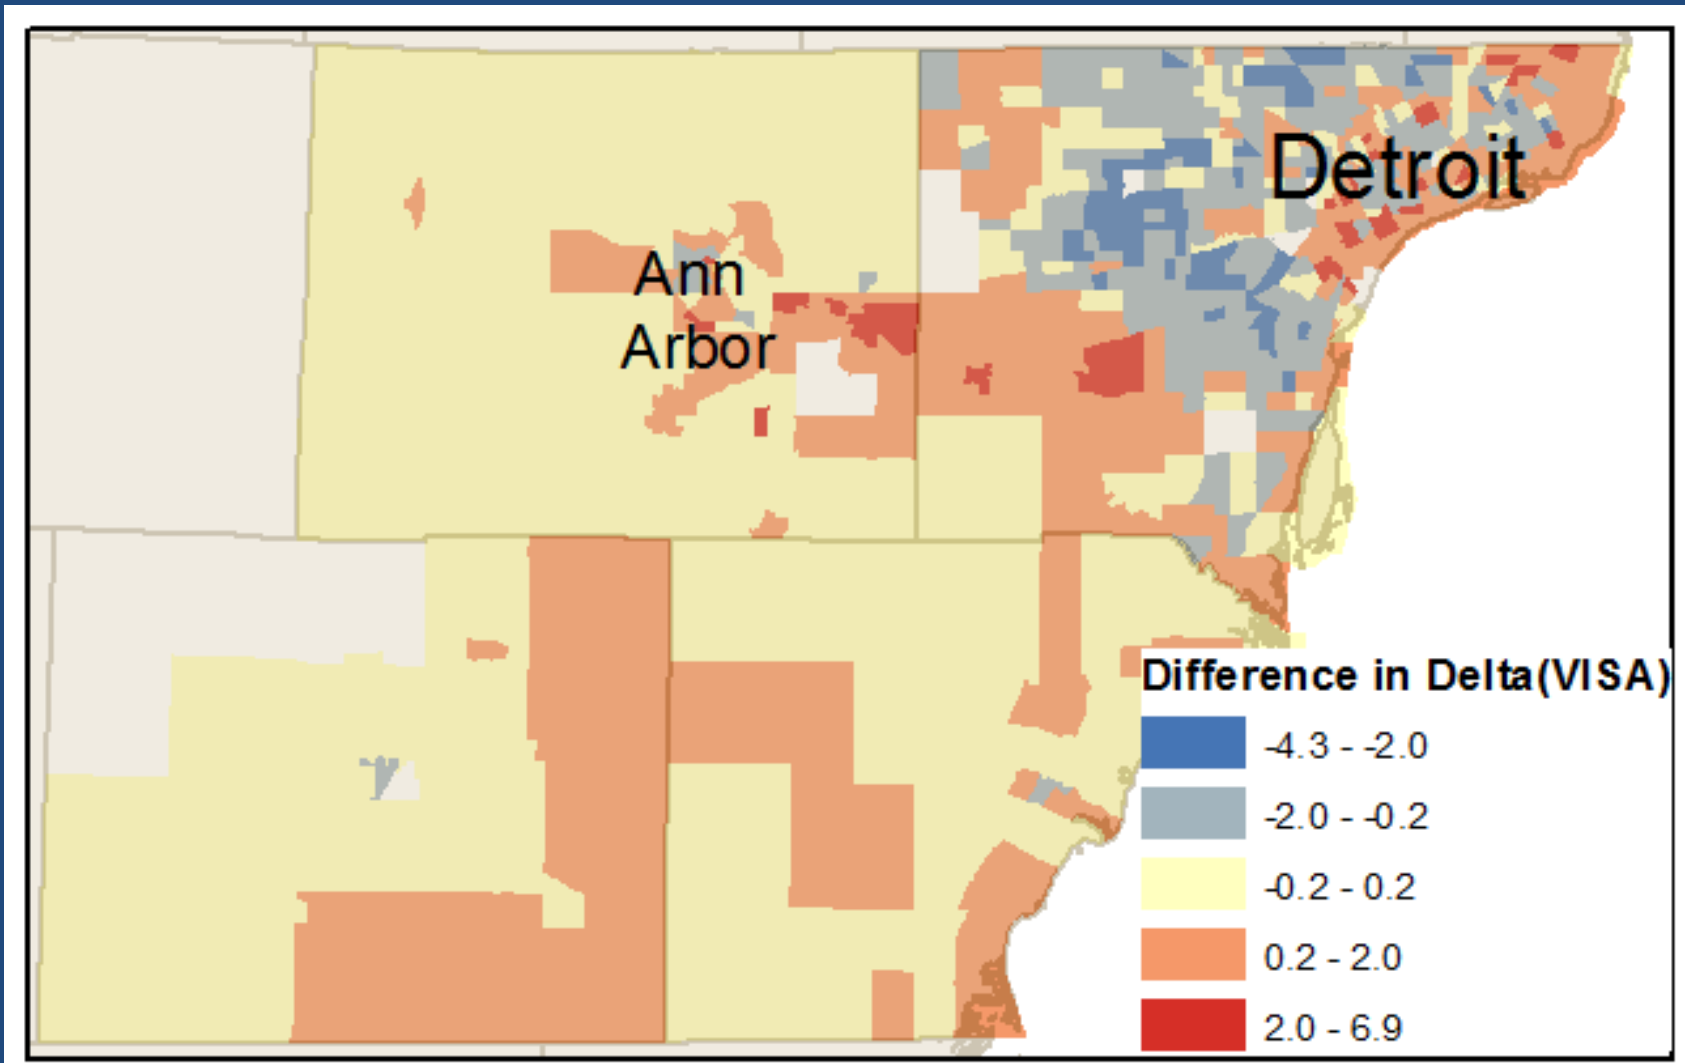 Detroit
Ann
Arbor
Difference in Delta(VISA)
-4.3 - -2.0
-2.0 - -0.2
-0.2 - 0.2
0.2 - 2.0
2.0 - 6.9